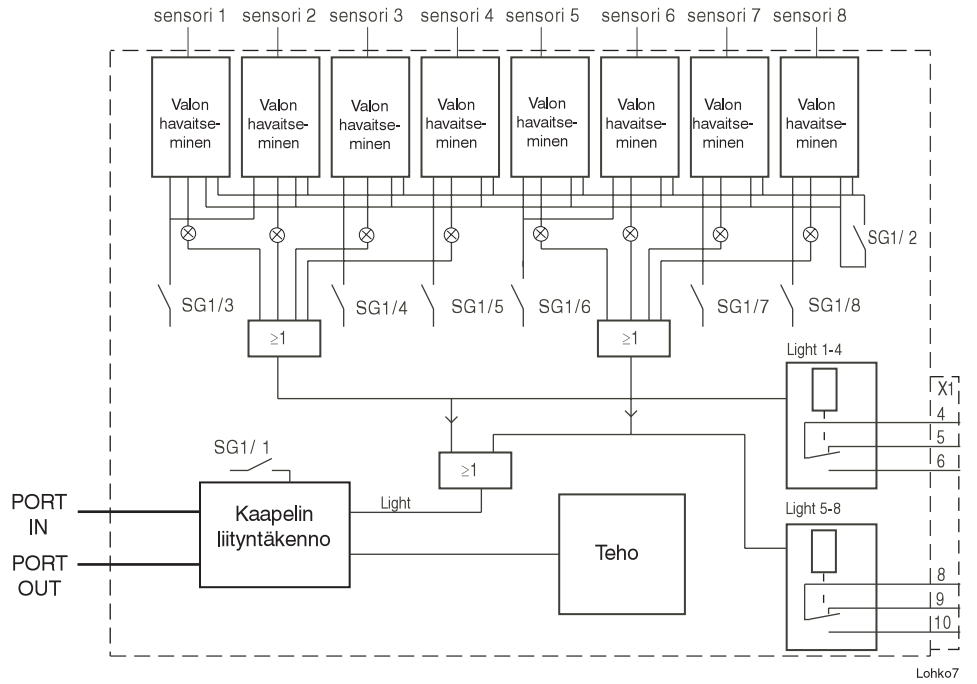 sensori 1 sensori 2 sensori 3 sensori 4 sensori 5 sensori 6 sensori 7 sensori 8
Valon
havaitse-
minen
Valon
havaitse-
minen
Valon
havaitse-
minen
Valon
havaitse-
minen
Valon
havaitse-
minen
Valon
havaitse-
minen
Valon
havaitse-
minen
Valon
havaitse-
minen
SG1/ 2
SG1/3 SG1/4 SG1/5 SG1/6 SG1/7 SG1/8
≥1 ≥1
Light 1-4
X1
4
5
6
SG1/ 1
≥1
Light
PORT
IN
PORT
OUT
Kaapelin
liityntäkenno
Teho
Light 5-8
8
9
10
Lohko7